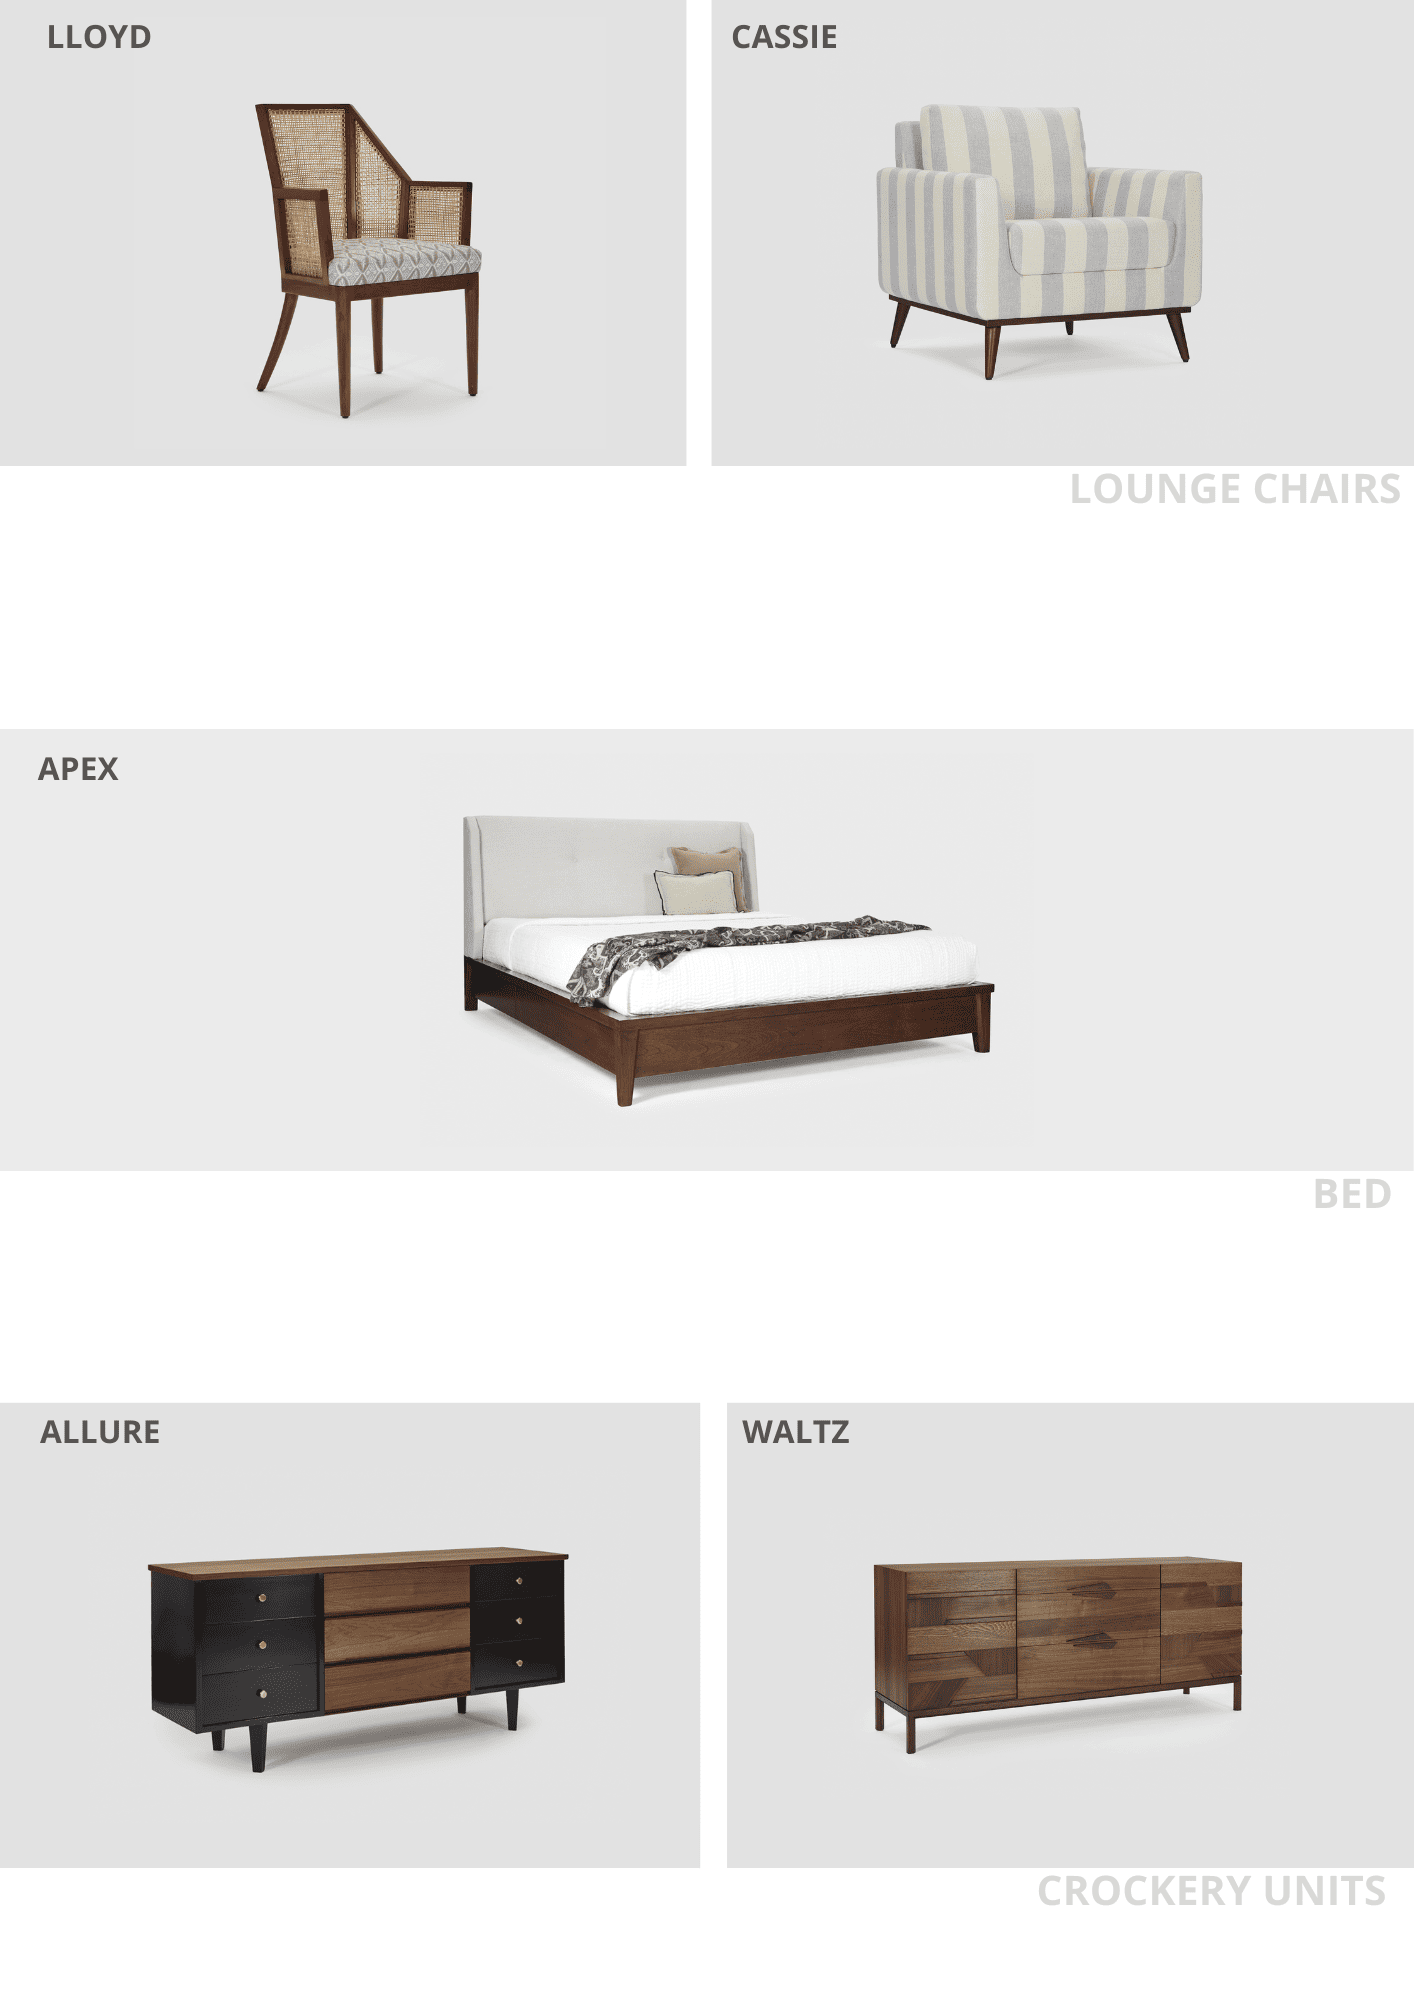 LLOYD
CASSIE
LOUNGE CHAIRS
APEX
BED
ALLURE
WALTZ
CROCKERY UNITS